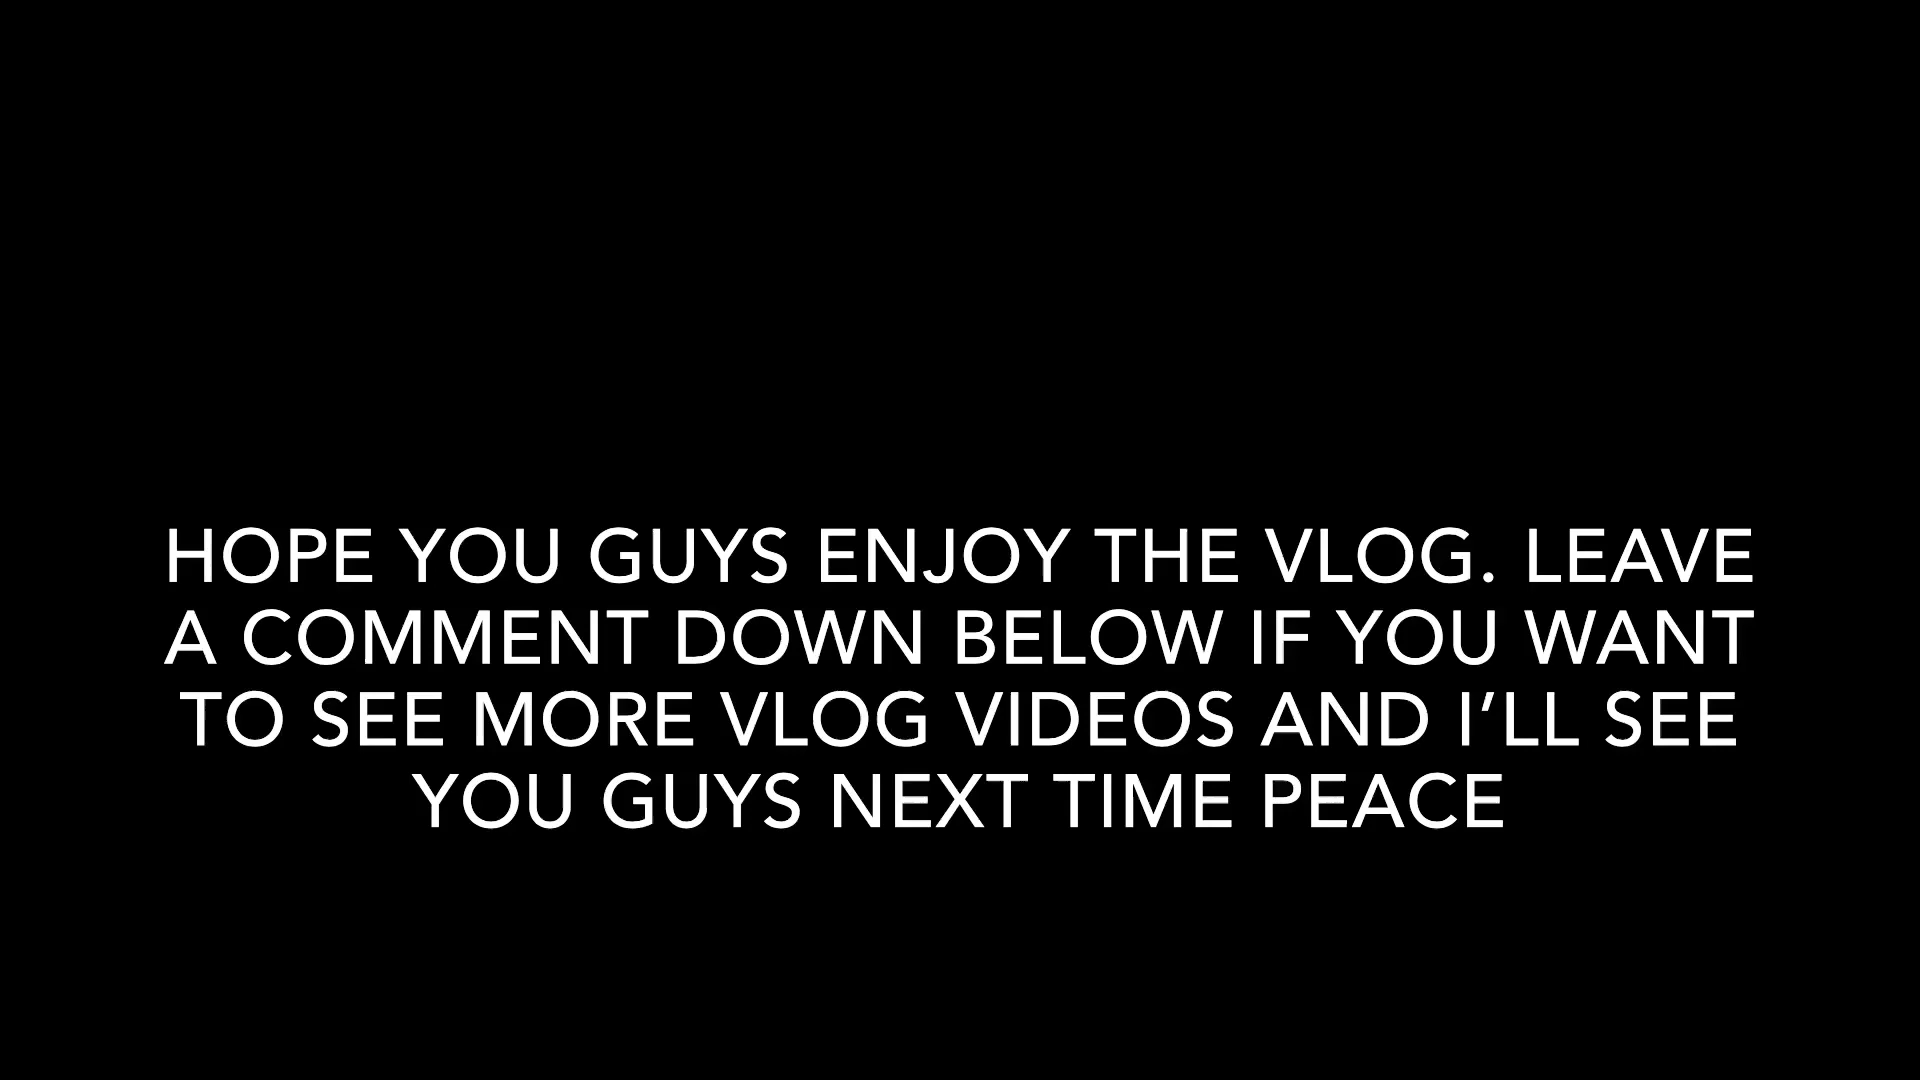 HOPE YOU GUYS ENJOY THE VLOG. LEAVE
A COMMENT DOWN BELOW IF YOU WANT
TO SEE MORE VLOG VIDEOS AND I’LL SEE
YOU GUYS NEXT TIME PEACE